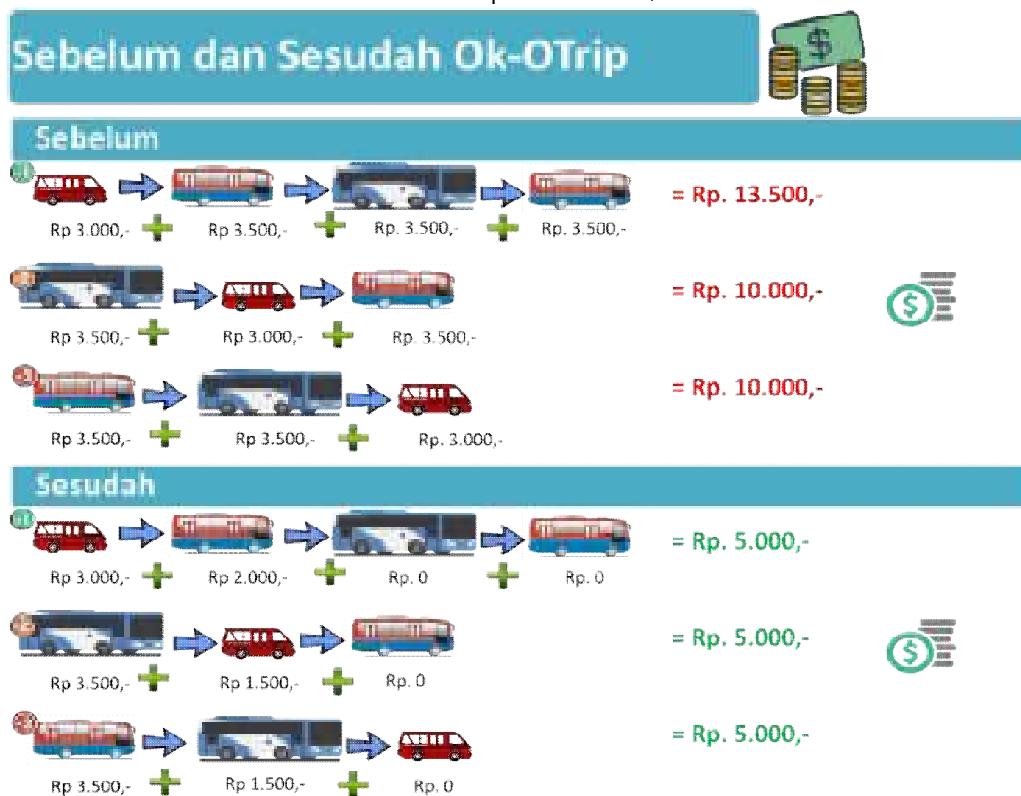 Sebelum dan Sesudah Ok-OTrip
$
Sebelum
= Rp. 13.500,-
Rp 3.000,- Rp 3.500,- Rp. 3.500,- Rp. 3.500,-
= Rp. 10.000,-
$
Rp 3.500,- Rp 3.000,- Rp. 3.500,-
= Rp. 10.000,-
Rp 3.500,- Rp 3.500,- Rp. 3.000,-
Sesudah
= Rp. 5.000,-
Rp 3.000,- Rp 2.000,- Rp. 0 Rp. 0
= Rp. 5.000,-
$
Rp 3.500,- Rp 1.500,- Rp. 0
= Rp. 5.000,-
Rp 3.500,- Rp 1.500,- Rp. 0